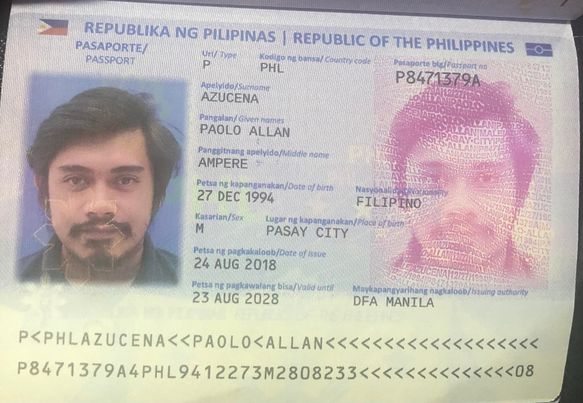 REPUBLIKA NG PILIPINAS | REPUBLIC OF THE PHILIPPINES
PASAPORTE/
PASSPORT
Uri/ Type Kodigo ng bansa/ Country code Pasaporte blg/Passport no
P PHL P8471379A
Apelyido/Surname
AZUCENA
Pangalan/ Given names
PAOLO ALLAN
Panggitnang apelyido/Middle name
AMPERE
Petsa ng kapanganakan/Date of birth Nasyonalidad/Nationality
27 DEC 1994 FILIPINO
Kasarian/Sex Lugar ng kapanganakan/Place of birth
M PASAY CITY
Petsa ng pagkakaloob/Date of issue
24 AUG 2018
Petsa ng pagkawalang bisa/Valid until Maykapangyarihang nagkaloob/Issuing authority
23 AUG 2028 DFA MANILA
P<PHLAZUCENA<<PAOLO<ALLAN<<<<<<<<<<<<<<<<<<<
P8471379A4PHL9412273M2808233<<<<<<<<<<<<<<08